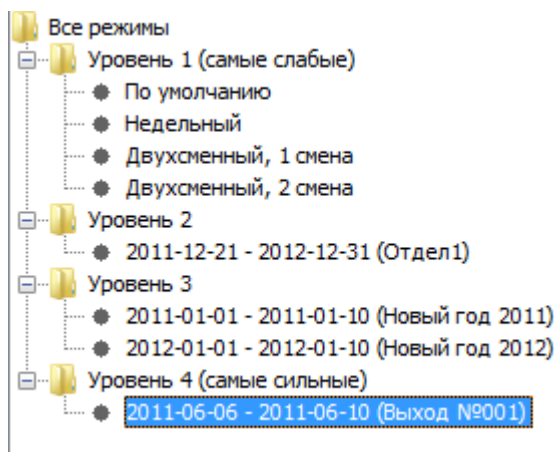 Все режимы
Уровень 1 (самые слабые)
По умолчанию
Недельный
Двухсменный, 1 смена
Двухсменный, 2 смена
Уровень 2
2011-12-21 - 2012-12-31 (Отдел1)
Уровень 3
2011-01-01 - 2011-01-10 (Новый год 2011)
2012-01-01 - 2012-01-10 (Новый год 2012)
Уровень 4 (самые сильные)
2011-06-06 - 2011-06-10 (Выход №001)